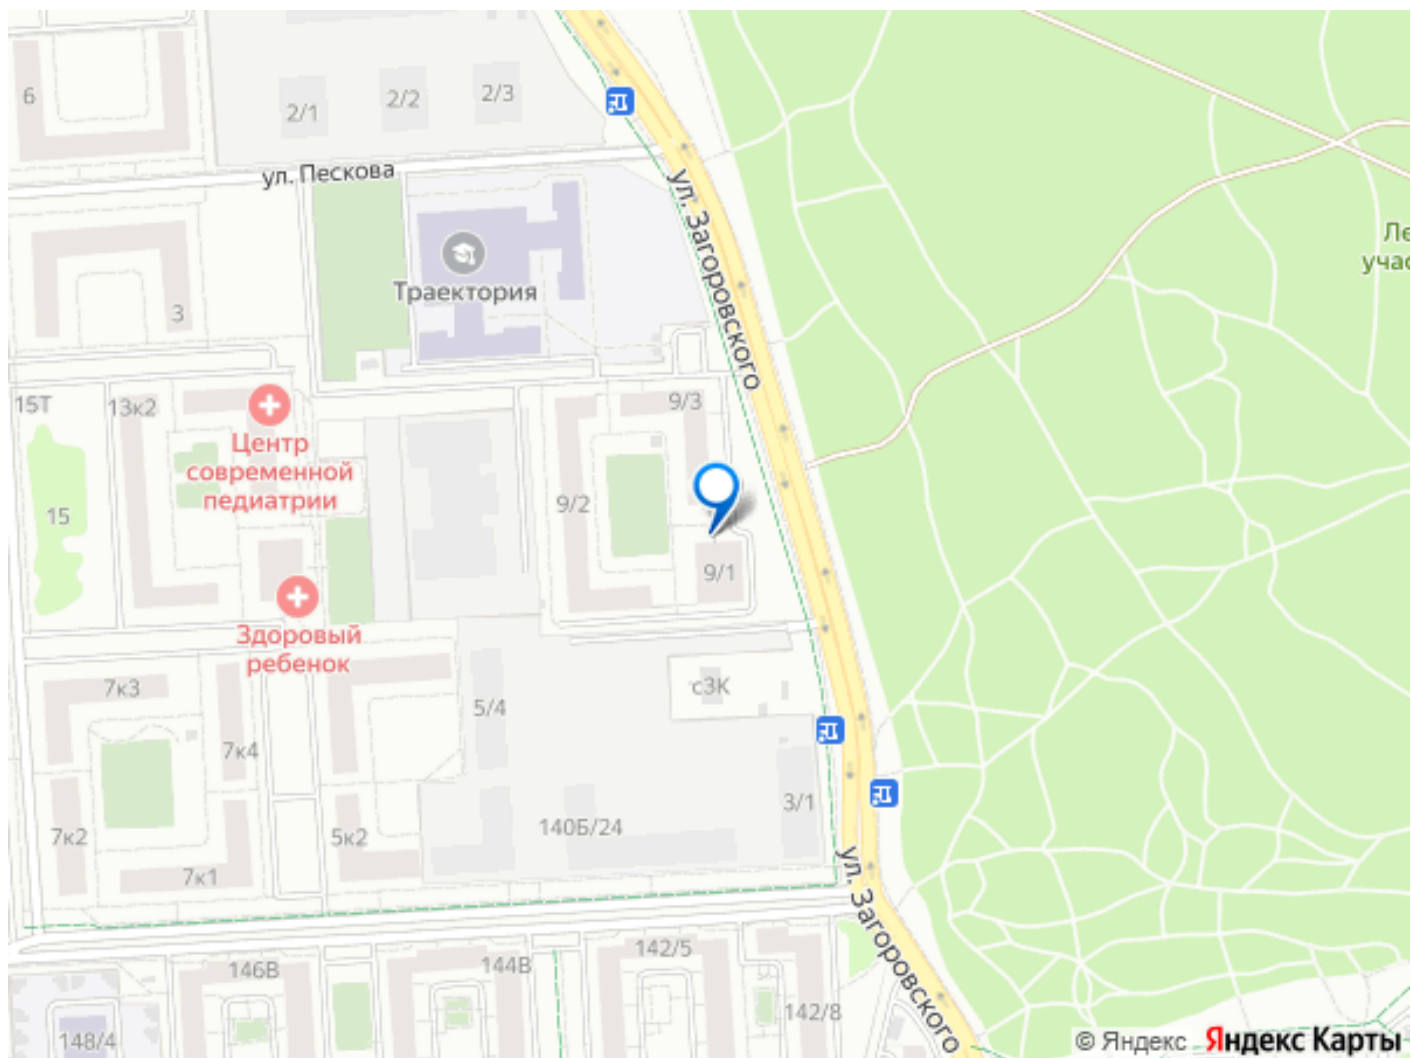 6
2/1
2/2
2/3
ул. Пескова
ул. Загоровского
Ле
учас
Траектория
3
15Т
13к2
9/3
Центр
современной
педиатрии
15
9/2
9/1
Здоровый
ребенок
7к3
с3К
5/4
7к4
3/1
7к2
5к2
140Б/24
7к1
ул. Загоровского
142/5
146В
144В
142/8
148/4
© Яндекс Яндекс Карты